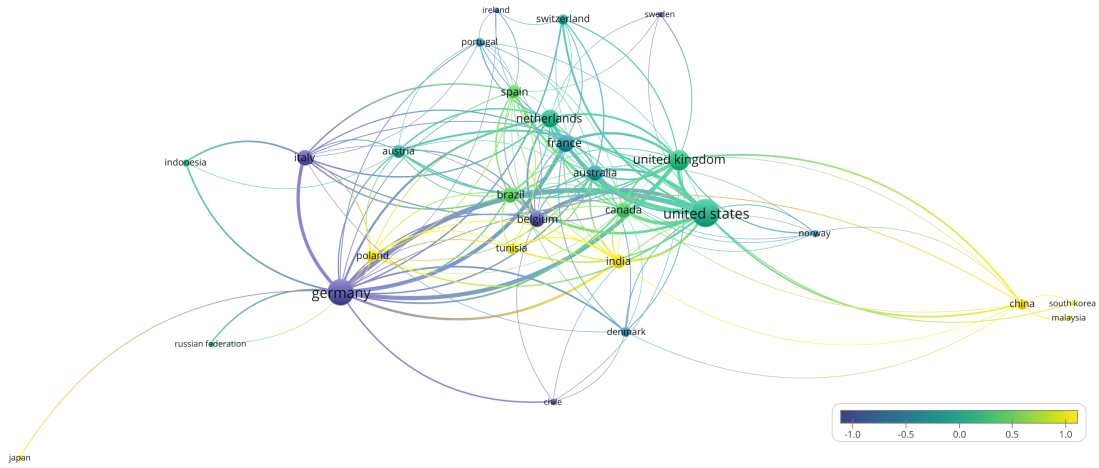 ireland
switzerland
sweden
portugal
spain
netherlands
france
united kingdom
austria
italy
indonesia
australia
brazil
canada
united states
belgium
norway
tunisia
poland
india
germany
china
south korea
malaysia
denmark
russian federation
chile
japan
-1.0 -0.5 0.0 0.5 1.0